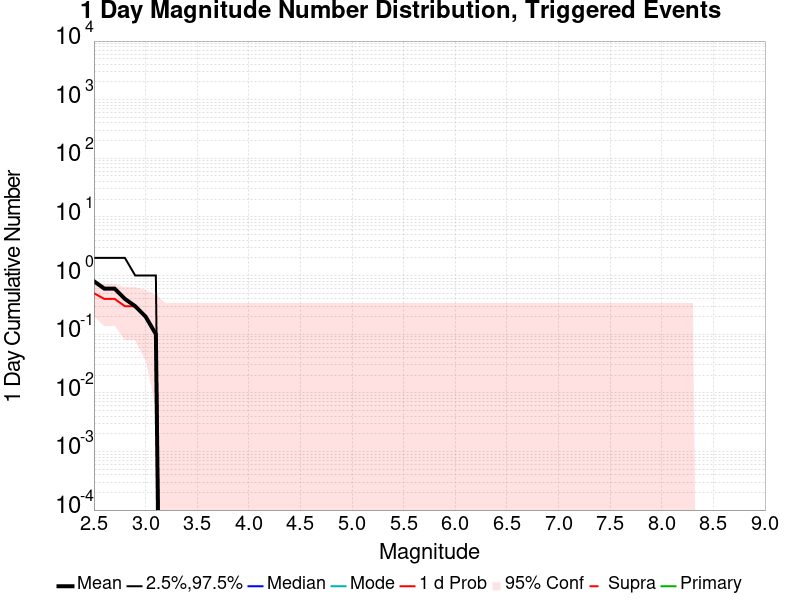 1 Day Magnitude Number Distribution, Triggered Events
1 Day Cumulative Number
10^4
10^3
10^2
10^1
10^0
10^-1
10^-2
10^-3
10^-4
2.5 3.0 3.5 4.0 4.5 5.0 5.5 6.0 6.5 7.0 7.5 8.0 8.5 9.0
Magnitude
Mean 2.5%,97.5% Median Mode 1 d Prob 95% Conf Supra Primary